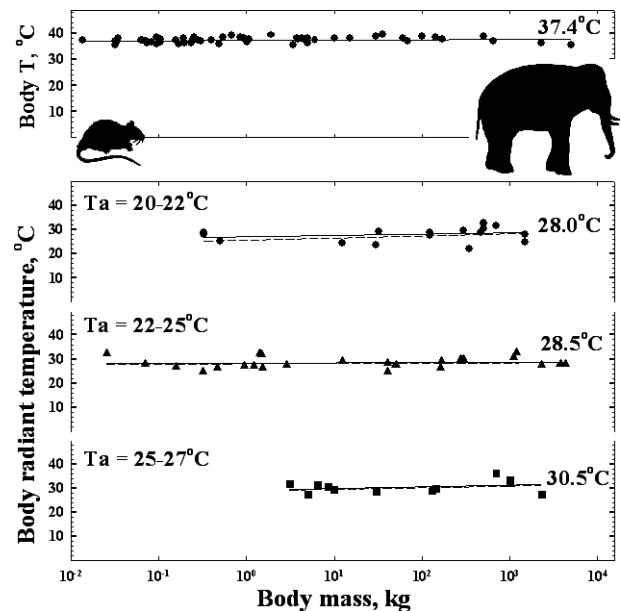 Body T, °C
40
30
20
10
37.4°C
Body radiant temperature, °C
Ta = 20-22°C
40
30
20
10
28.0°C
Ta = 22-25°C
40
30
20
10
28.5°C
Ta = 25-27°C
40
30
20
10
30.5°C
10⁻² 10⁻¹ 10⁰ 10¹ 10² 10³ 10⁴
Body mass, kg